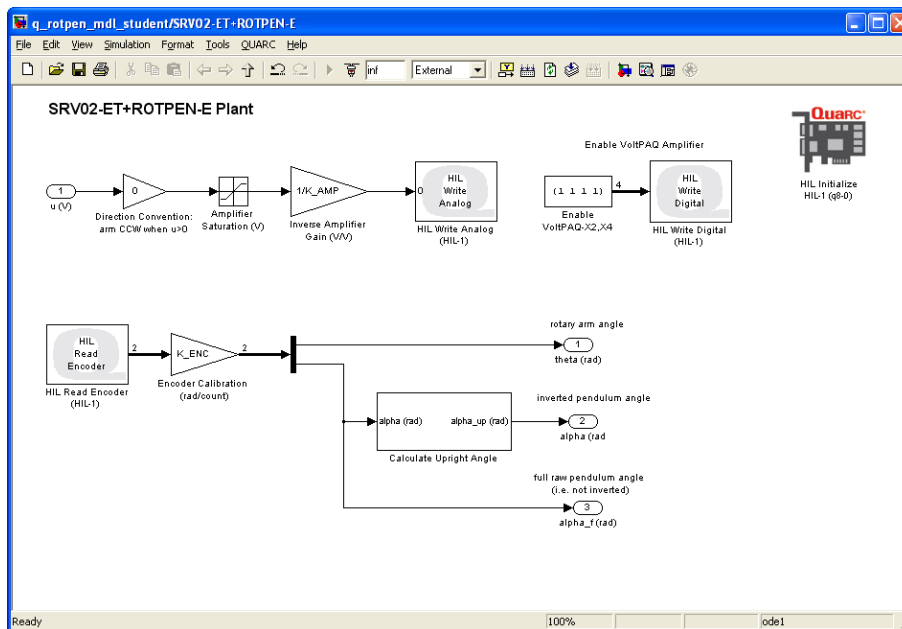 q_rotpen_mdl_student/SRV02-ET+ROTPEN-E
File Edit View Simulation Format Tools QUARC Help
inf External
SRV02-ET+ROTPEN-E Plant
QUARC
Enable VoltPAQ Amplifier
1
u (V)
0
Direction Convention:
arm CCW when u>0
Amplifier
Saturation (V)
1/K_AMP
Inverse Amplifier
Gain (V/V)
0
HIL
Write
Analog
HIL Write Analog
(HIL-1)
(1 1 1 1)
4
Enable
VoltPAQ-X2,X4
HIL
Write
Digital
HIL Write Digital
(HIL-1)
HIL Initialize
HIL-1 (q8-0)
HIL
Read
Encoder
HIL Read Encoder
(HIL-1)
2
K_ENC
Encoder Calibration
(rad/count)
2
rotary arm angle
1
theta (rad)
alpha (rad) alpha_up (rad)
Calculate Upright Angle
inverted pendulum angle
2
alpha (rad
full raw pendulum angle
(i.e. not inverted)
3
alpha_f (rad)
Ready 100% ode1